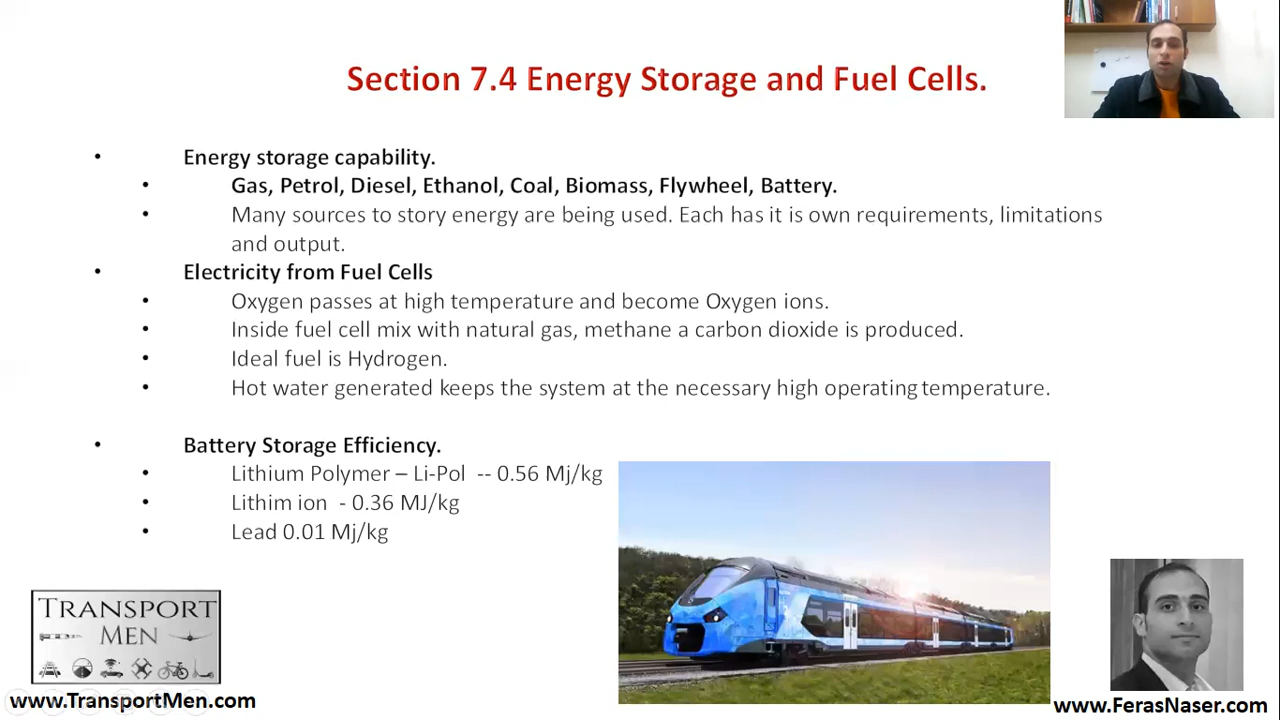 Section 7.4 Energy Storage and Fuel Cells.
• Energy storage capability.
• Gas, Petrol, Diesel, Ethanol, Coal, Biomass, Flywheel, Battery.
• Many sources to story energy are being used. Each has it is own requirements, limitations
and output.
• Electricity from Fuel Cells
• Oxygen passes at high temperature and become Oxygen ions.
• Inside fuel cell mix with natural gas, methane a carbon dioxide is produced.
• Ideal fuel is Hydrogen.
• Hot water generated keeps the system at the necessary high operating temperature.
• Battery Storage Efficiency.
• Lithium Polymer – Li-Pol -- 0.56 Mj/kg
• Lithim ion - 0.36 MJ/kg
• Lead 0.01 Mj/kg
TRANSPORT
MEN
www.TransportMen.com
www.FerasNaser.com